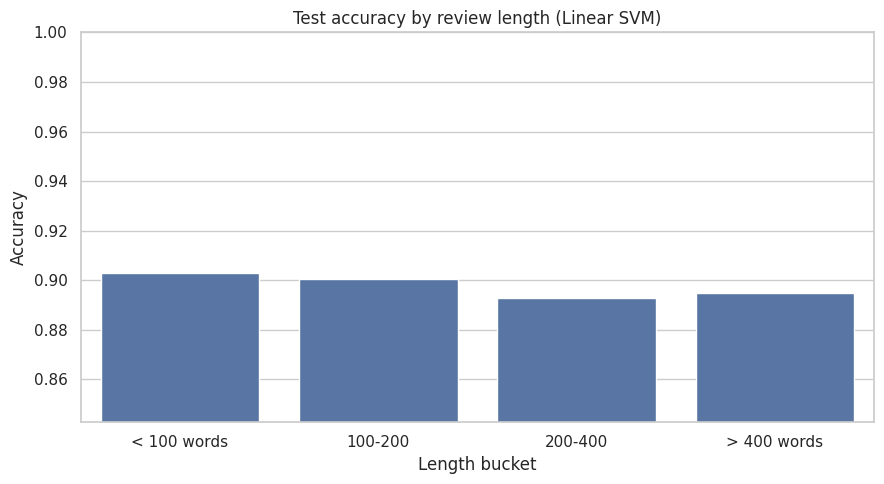 Test accuracy by review length (Linear SVM)
1.00
0.98
0.96
0.94
0.92
0.90
0.88
0.86
Accuracy
< 100 words
100-200
200-400
> 400 words
Length bucket